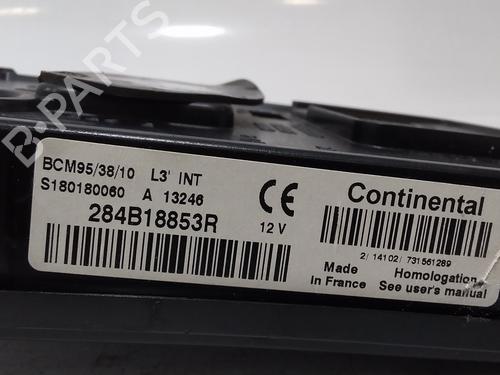 B-PARTS
BCM95/38/10 L3' INT
S180180060 A 13246
284B18853R
12 V
Continental
2/ 14102/ 731561289
Made
in France
Homologation
See user's manual